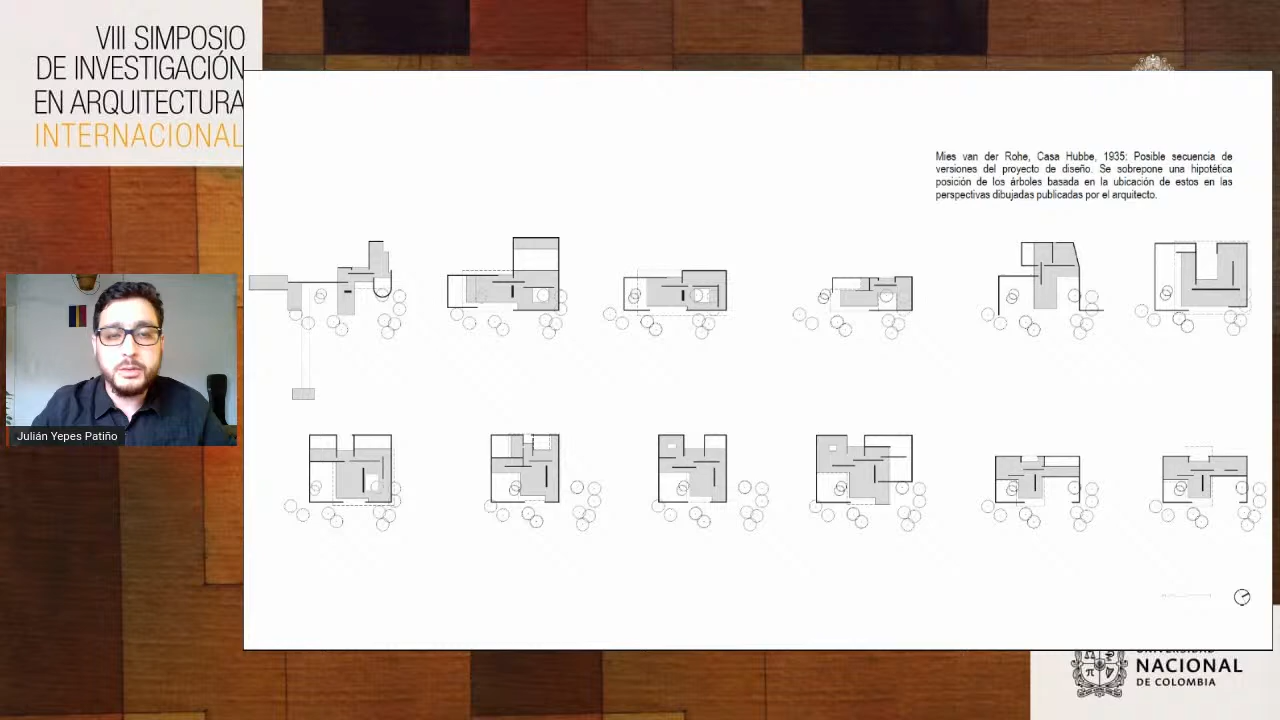 VIII SIMPOSIO
DE INVESTIGACIÓN
EN ARQUITECTURA
INTERNACIONAL
Mies van der Rohe, Casa Hubbe, 1935: Posible secuencia de
versiones del proyecto de diseño. Se sobrepone una hipotética
posición de los árboles basada en la ubicación de estos en las
perspectivas dibujadas publicadas por el arquitecto.
Julián Yepes Patiño
UNIVERSIDAD
NACIONAL
DE COLOMBIA